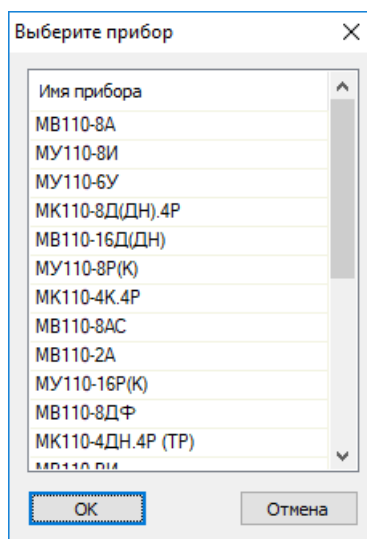 Выберите прибор
Имя прибора
МВ110-8А
МУ110-8И
МУ110-6У
МК110-8Д(ДН).4Р
МВ110-16Д(ДН)
МУ110-8Р(К)
МК110-4К.4Р
МВ110-8АС
МВ110-2А
МУ110-16Р(К)
МВ110-8ДФ
МК110-4ДН.4Р (ТР)
ОК
Отмена